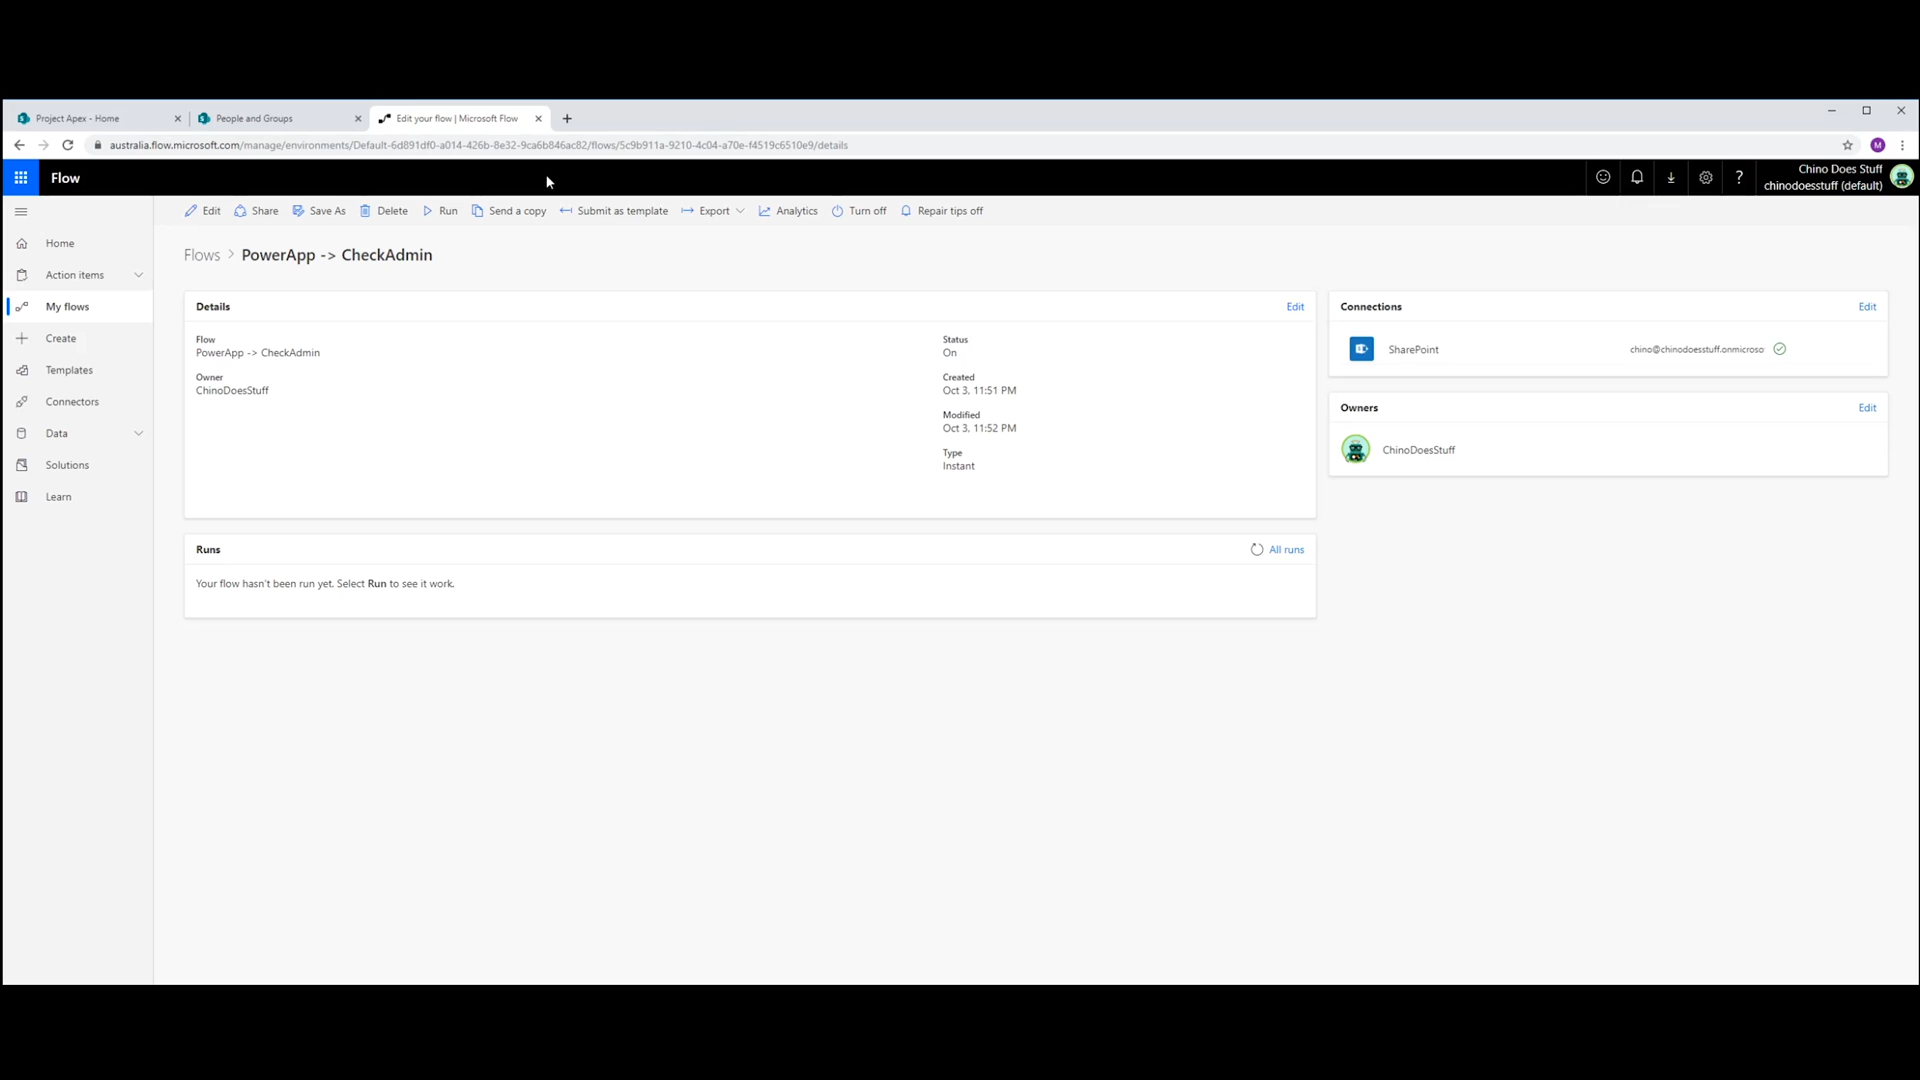 Project Apex - Home
People and Groups
Edit your flow | Microsoft Flow
australia.flow.microsoft.com/manage/environments/Default-6d891df0-a014-426b-8e32-9ca6b846ac82/flows/5c9b911a-9210-4c04-a70e-f4519c6510e9/details
M
Flow
?
Chino Does Stuff
chinodoesstuff (default)
Edit
Share
Save As
Delete
Run
Send a copy
Submit as template
Export
Analytics
Turn off
Repair tips off
Home
Action items
My flows
Create
Templates
Connectors
Data
Solutions
Learn
Flows > PowerApp -> CheckAdmin
Details
Edit
Flow
PowerApp -> CheckAdmin
Owner
ChinoDoesStuff
Status
On
Created
Oct 3, 11:51 PM
Modified
Oct 3, 11:52 PM
Type
Instant
Connections
Edit
SharePoint
chino@chinodoesstuff.onmicroso
Owners
Edit
ChinoDoesStuff
Runs
All runs
Your flow hasn't been run yet. Select Run to see it work.